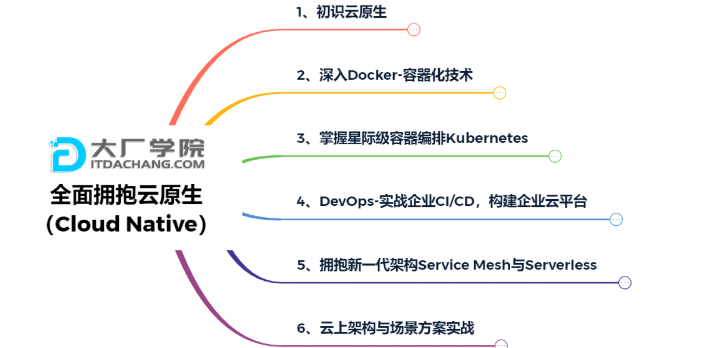 1、初识云原生
2、深入Docker-容器化技术
3、掌握星际级容器编排Kubernetes
大厂学院
ITDACHANG.COM
全面拥抱云原生
（Cloud Native）
4、DevOps-实战企业CI/CD，构建企业云平台
5、拥抱新一代架构Service Mesh与Serverless
6、云上架构与场景方案实战